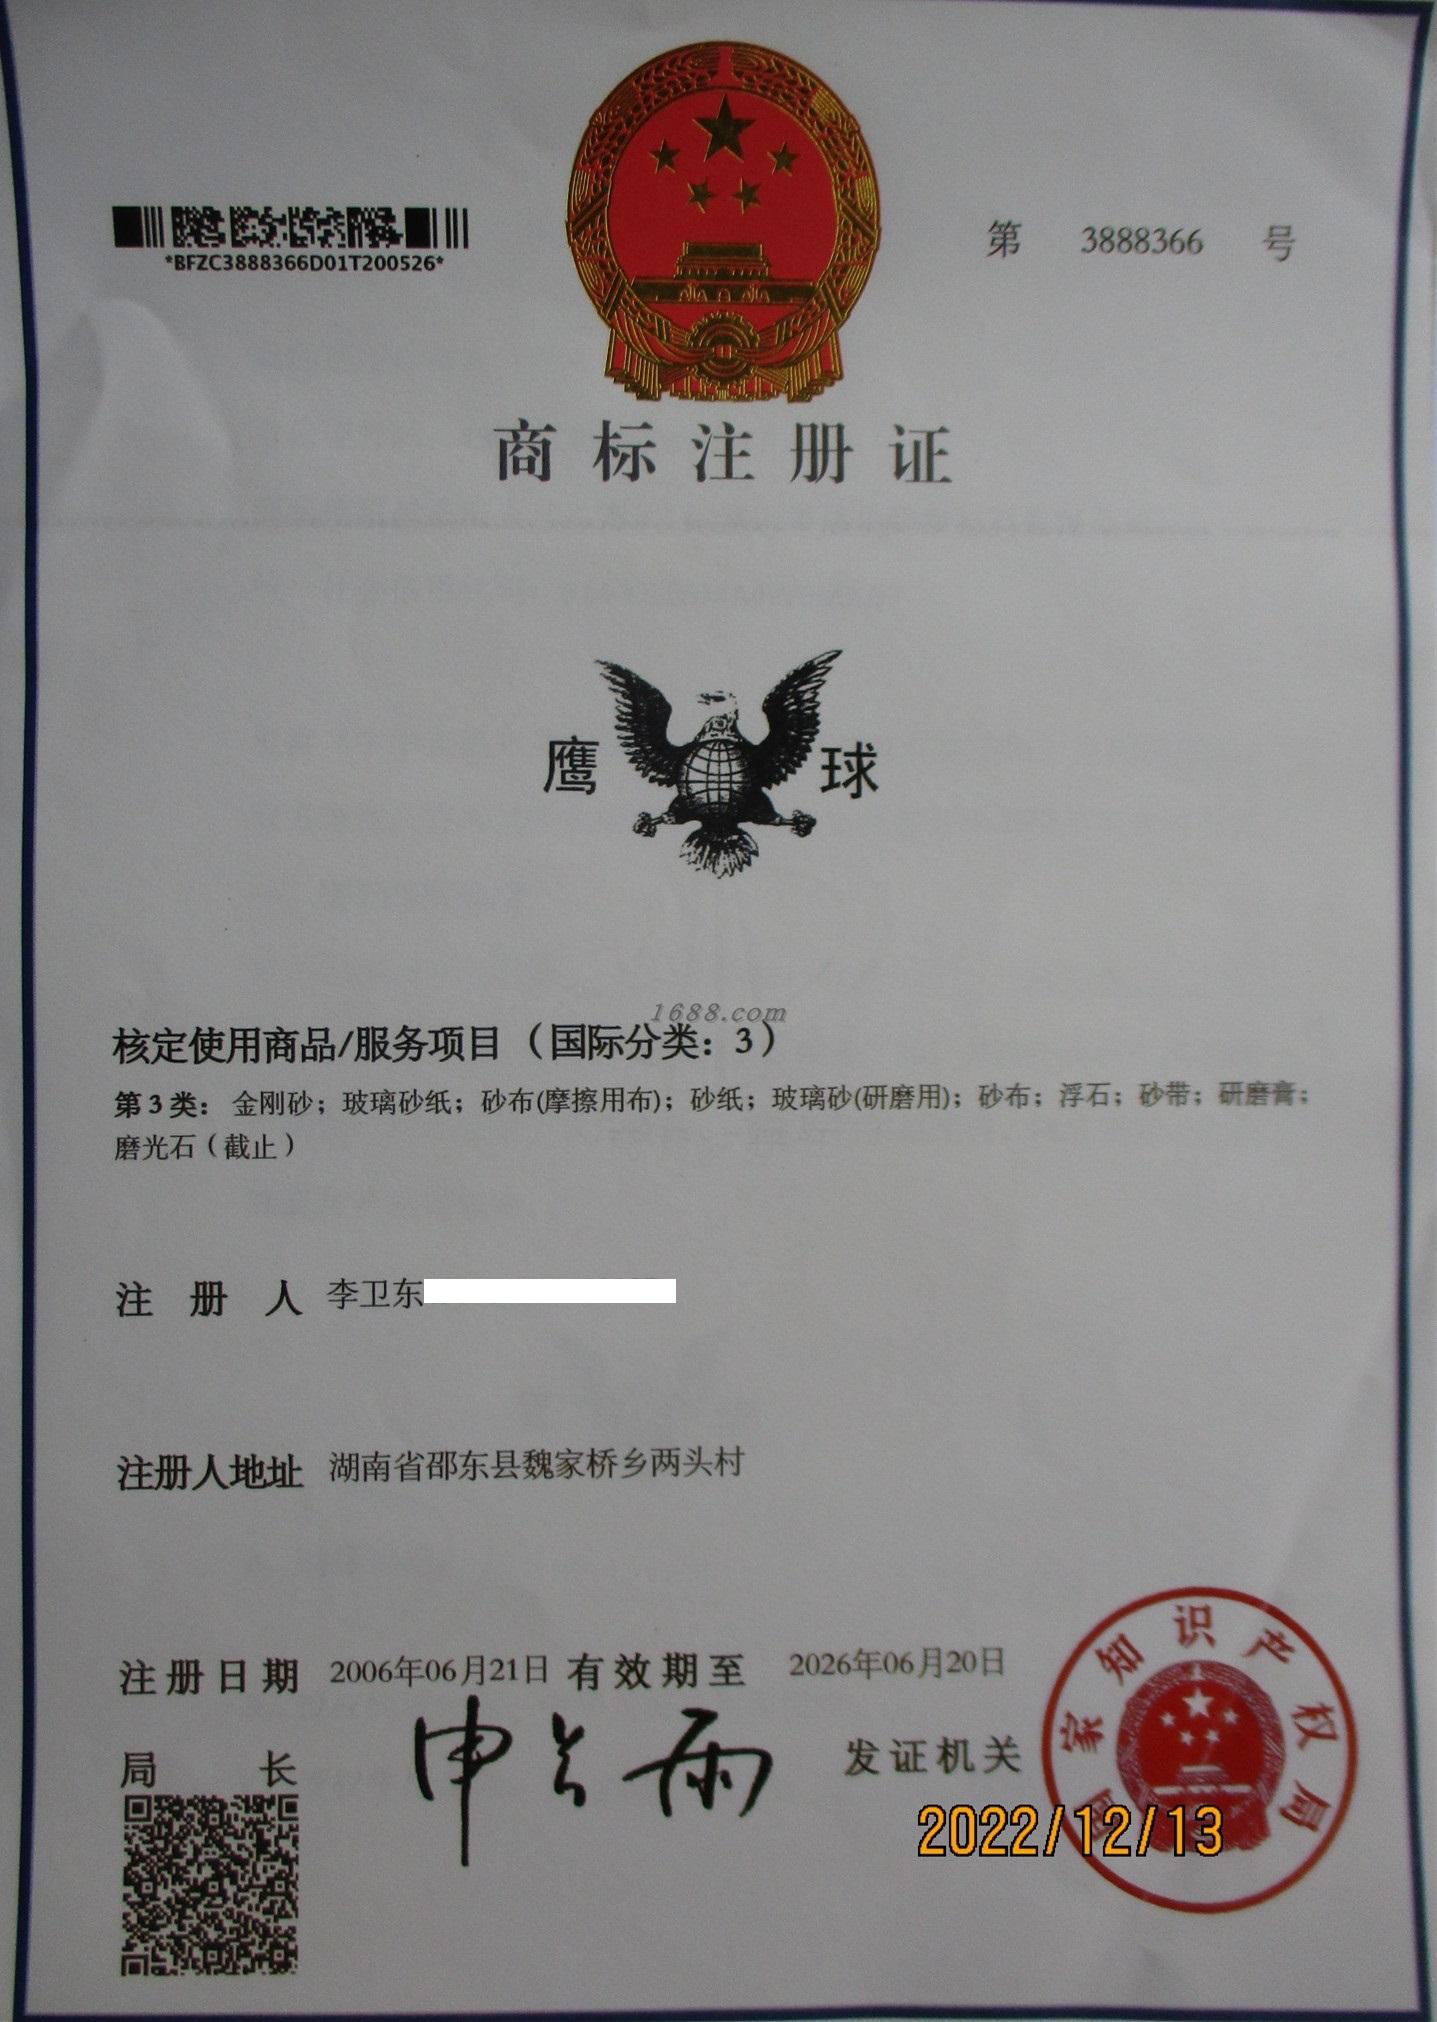 *BFZC3888366D01T200526*
第 3888366 号
商标注册证
鹰 球
1688.com
核定使用商品/服务项目（国际分类：3）
第3类：金刚砂；玻璃砂纸；砂布(摩擦用布)；砂纸；玻璃砂(研磨用)；砂布；浮石；砂带；研磨膏；
磨光石（截止）
注册人 李卫东
注册人地址 湖南省邵东县魏家桥乡两头村
注册日期 2006年06月21日 有效期至 2026年06月20日
局长 申长雨 发证机关
国家知识产权局
2022/12/13